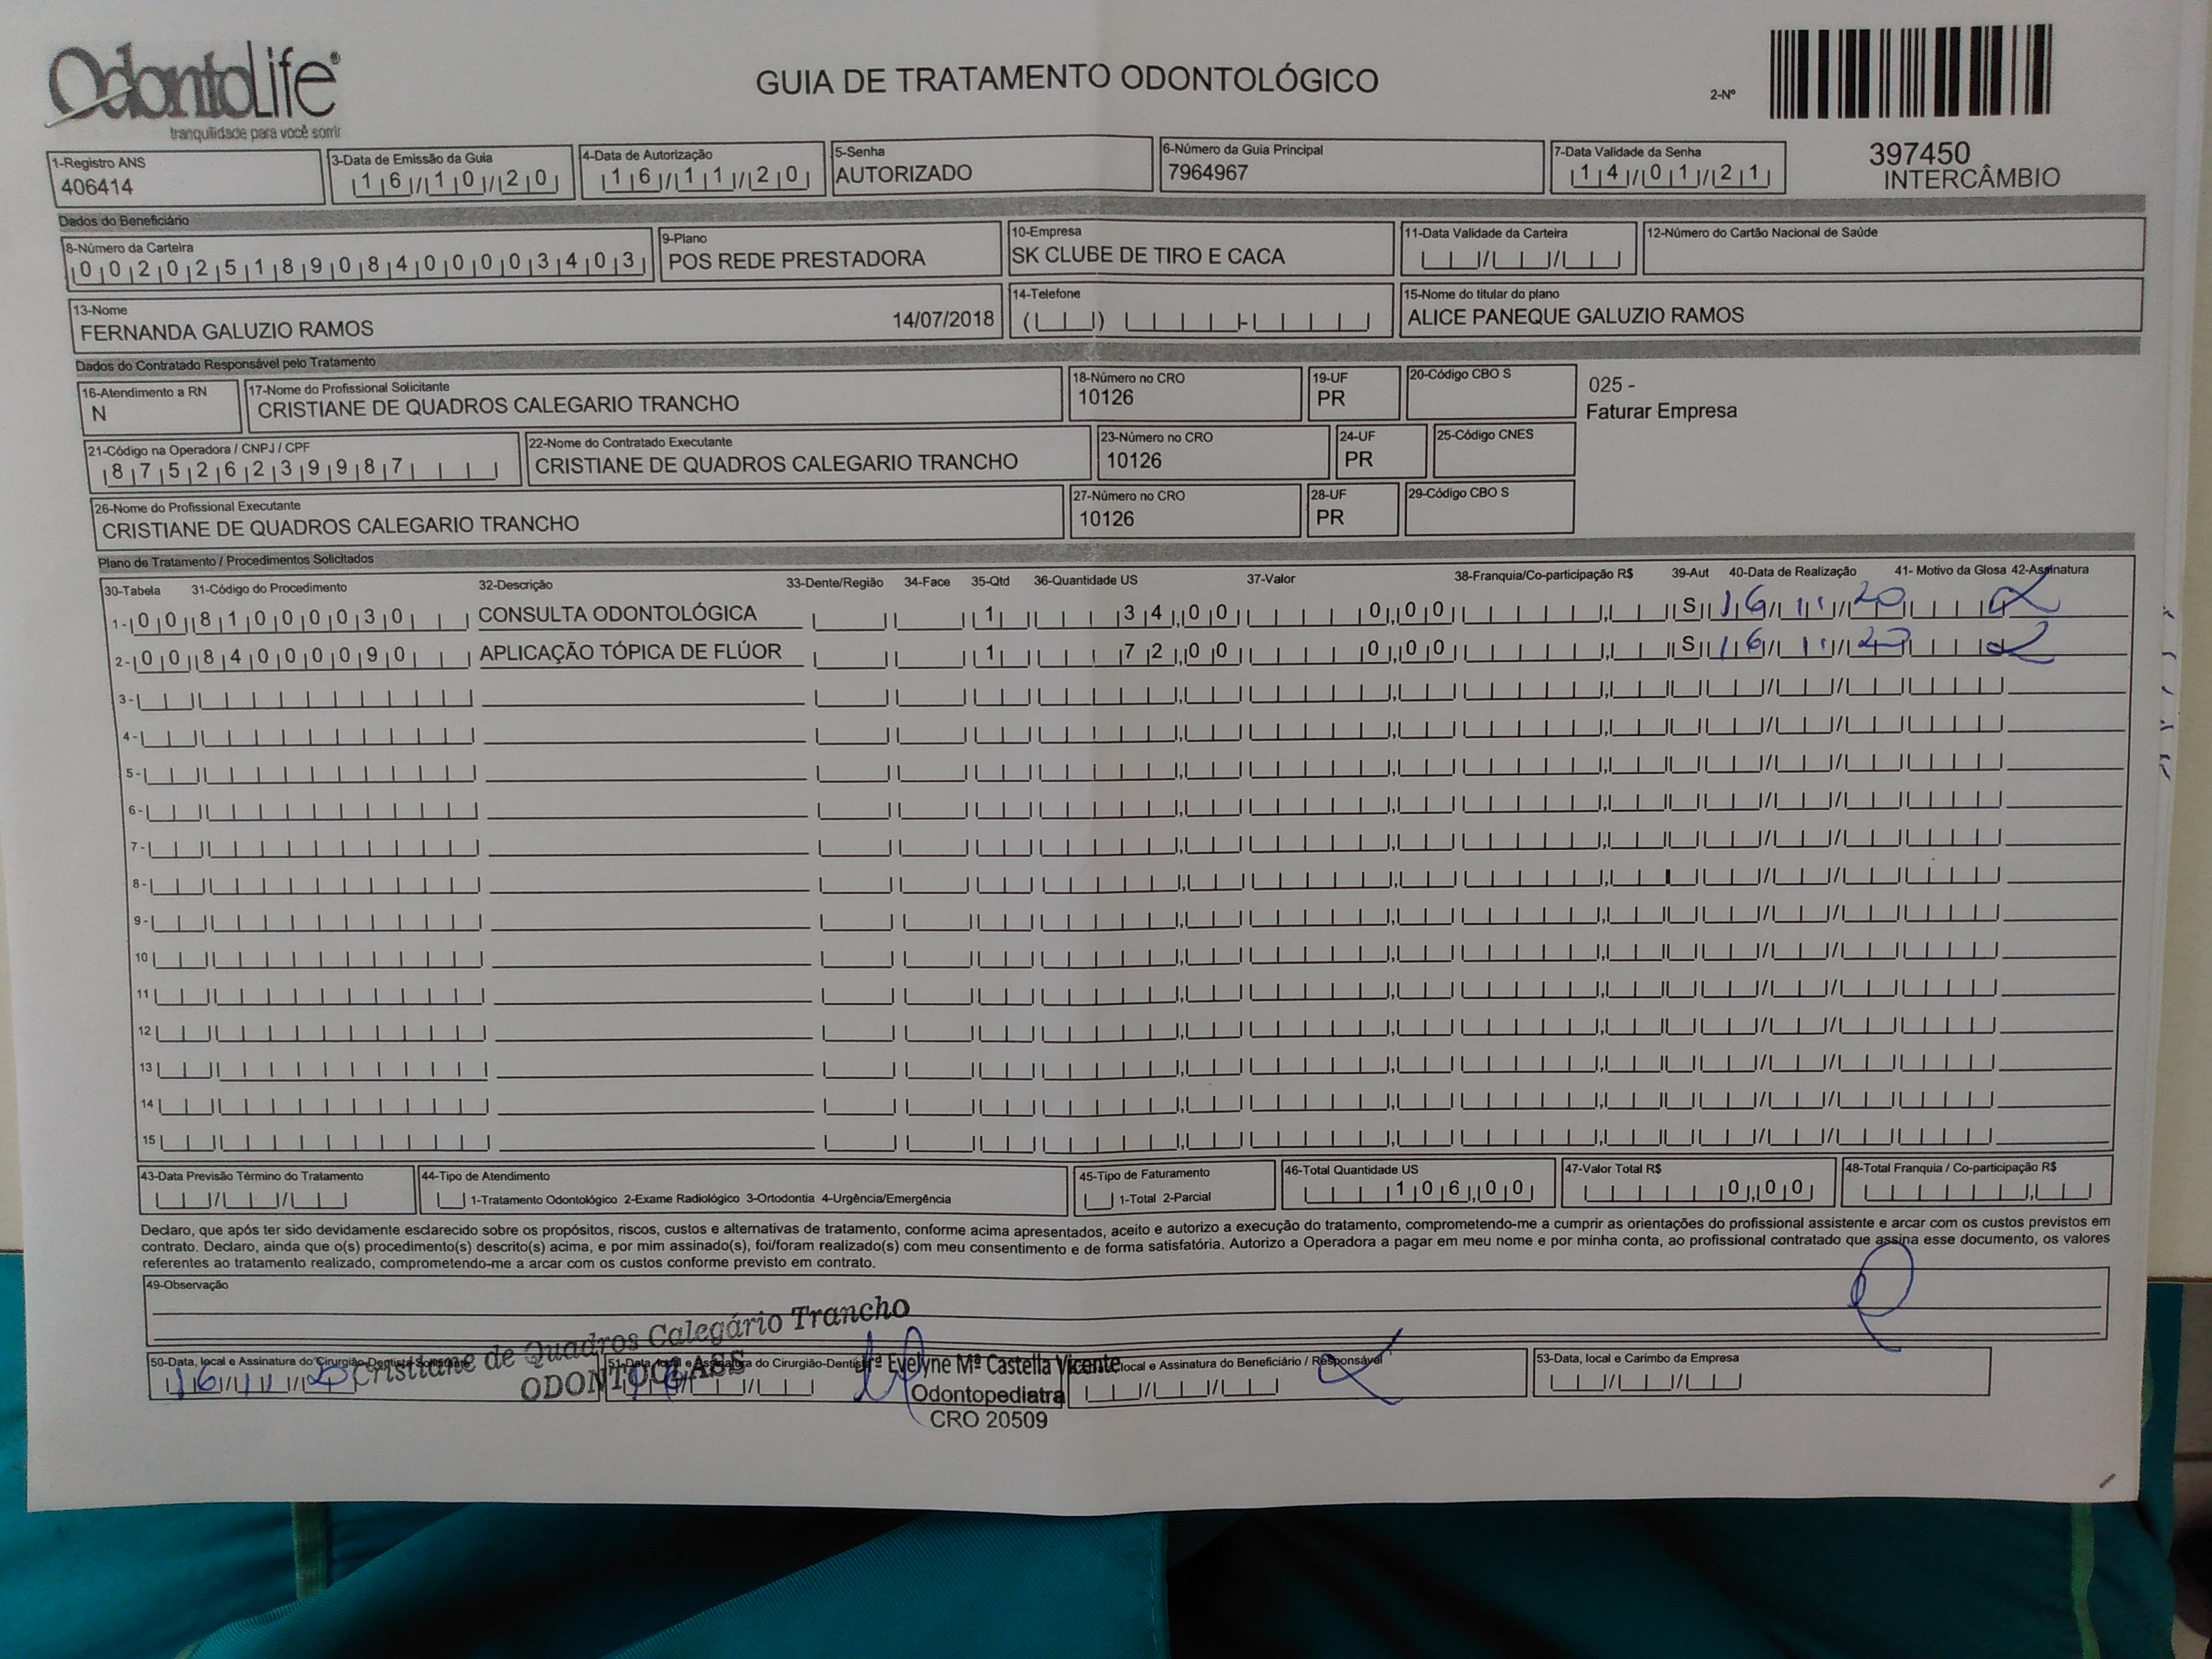 OdontoLife®
tranquilidade para você sorrir
GUIA DE TRATAMENTO ODONTOLÓGICO
2-Nº
397450
INTERCÂMBIO
1-Registro ANS
406414
3-Data de Emissão da Guia
16/10/20
4-Data de Autorização
16/11/20
5-Senha
AUTORIZADO
6-Número da Guia Principal
7964967
7-Data Validade da Senha
14/01/21
Dados do Beneficiário
8-Número da Carteira
00202518908400003403
9-Plano
POS REDE PRESTADORA
10-Empresa
SK CLUBE DE TIRO E CACA
11-Data Validade da Carteira
12-Número do Cartão Nacional de Saúde
13-Nome
FERNANDA GALUZIO RAMOS 14/07/2018
14-Telefone
15-Nome do titular do plano
ALICE PANEQUE GALUZIO RAMOS
Dados do Contratado Responsável pelo Tratamento
16-Atendimento a RN
N
17-Nome do Profissional Solicitante
CRISTIANE DE QUADROS CALEGARIO TRANCHO
18-Número no CRO
10126
19-UF
PR
20-Código CBO S
025 -
Faturar Empresa
21-Código na Operadora / CNPJ / CPF
87526239987
22-Nome do Contratado Executante
CRISTIANE DE QUADROS CALEGARIO TRANCHO
23-Número no CRO
10126
24-UF
PR
25-Código CNES
26-Nome do Profissional Executante
CRISTIANE DE QUADROS CALEGARIO TRANCHO
27-Número no CRO
10126
28-UF
PR
29-Código CBO S
Plano de Tratamento / Procedimentos Solicitados
30-Tabela 31-Código do Procedimento 32-Descrição 33-Dente/Região 34-Face 35-Qtd 36-Quantidade US 37-Valor 38-Franquia/Co-participação R$ 39-Aut 40-Data de Realização 41- Motivo da Glosa 42-Assinatura
1- 00 81000030 CONSULTA ODONTOLÓGICA 1 34,00 0,00 S 16/11/20
2- 00 84000090 APLICAÇÃO TÓPICA DE FLÚOR 1 72,00 0,00 S 16/11/20
3-
4-
5-
6-
7-
8-
9-
10
11
12
13
14
15
43-Data Previsão Término do Tratamento
44-Tipo de Atendimento
1-Tratamento Odontológico 2-Exame Radiológico 3-Ortodontia 4-Urgência/Emergência
45-Tipo de Faturamento
1-Total 2-Parcial
46-Total Quantidade US
106,00
47-Valor Total R$
0,00
48-Total Franquia / Co-participação R$
Declaro, que após ter sido devidamente esclarecido sobre os propósitos, riscos, custos e alternativas de tratamento, conforme acima apresentados, aceito e autorizo a execução do tratamento, comprometendo-me a cumprir as orientações do profissional assistente e arcar com os custos previstos em
contrato. Declaro, ainda que o(s) procedimento(s) descrito(s) acima, e por mim assinado(s), foi/foram realizado(s) com meu consentimento e de forma satisfatória. Autorizo a Operadora a pagar em meu nome e por minha conta, ao profissional contratado que assina esse documento, os valores
referentes ao tratamento realizado, comprometendo-me a arcar com os custos conforme previsto em contrato.
49-Observação
50-Data, local e Assinatura do Cirurgião-Dentista Solicitante
16/11/20
Cristiane de Quadros Calegário Trancho
ODONTOCLASS
51-Data, local e Assinatura do Cirurgião-Dentista
Evelyne Mª Castella Vicente
Odontopediatra
CRO 20509
local e Assinatura do Beneficiário / Responsável
53-Data, local e Carimbo da Empresa